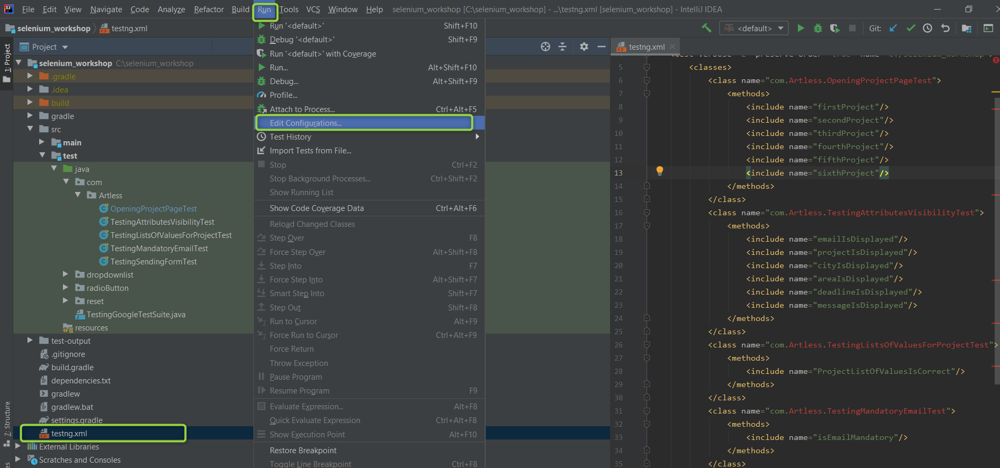 File Edit View Navigate Code Analyze Refactor Build Run Tools VCS Window Help selenium_workshop [C:\selenium_workshop] - ...\testng.xml [selenium_workshop] - IntelliJ IDEA
selenium_workshop testng.xml
<default> Git:
1: Project
Z: Structure
Project
selenium_workshop C:\selenium_workshop
.gradle
.idea
build
gradle
src
main
test
java
com
Artless
OpeningProjectPageTest
TestingAttributesVisibilityTest
TestingListsOfValuesForProjectTest
TestingMandatoryEmailTest
TestingSendingFormTest
dropdownlist
radioButton
reset
TestingGoogleTestSuite.java
resources
test-output
.gitignore
build.gradle
dependencies.txt
gradlew
gradlew.bat
settings.gradle
testng.xml
External Libraries
Scratches and Consoles
Run '<default>' Shift+F10
Debug '<default>' Shift+F9
Run '<default>' with Coverage
Run... Alt+Shift+F10
Debug... Alt+Shift+F9
Profile...
Attach to Process... Ctrl+Alt+F5
Edit Configurations...
Test History
Import Tests from File...
Stop Ctrl+F2
Stop Background Processes... Ctrl+Shift+F2
Show Running List
Show Code Coverage Data Ctrl+Alt+F6
Reload Changed Classes
Step Over F8
Force Step Over Alt+Shift+F8
Step Into F7
Force Step Into Alt+Shift+F7
Smart Step Into Shift+F7
Step Out Shift+F8
Run to Cursor Alt+F9
Force Run to Cursor Ctrl+Alt+F9
Force Return
Throw Exception
Pause Program
Resume Program F9
Evaluate Expression... Alt+F8
Quick Evaluate Expression Ctrl+Alt+F8
Show Execution Point Alt+F10
Restore Breakpoint
Toggle Line Breakpoint Ctrl+F8
testng.xml
5 <classes>
6 <class name="com.Artless.OpeningProjectPageTest">
7 <methods>
8 <include name="firstProject"/>
9 <include name="secondProject"/>
10 <include name="thirdProject"/>
11 <include name="fourthProject"/>
12 <include name="fifthProject"/>
13 <include name="sixthProject"/>
14 </methods>
15 </class>
16 <class name="com.Artless.TestingAttributesVisibilityTest">
17 <methods>
18 <include name="emailIsDisplayed"/>
19 <include name="projectIsDisplayed"/>
20 <include name="cityIsDisplayed"/>
21 <include name="areaIsDisplayed"/>
22 <include name="deadlineIsDisplayed"/>
23 <include name="messageIsDisplayed"/>
24 </methods>
25 </class>
26 <class name="com.Artless.TestingListsOfValuesForProjectTest">
27 <methods>
28 <include name="ProjectListOfValuesIsCorrect"/>
29 </methods>
30 </class>
31 <class name="com.Artless.TestingMandatoryEmailTest">
32 <methods>
33 <include name="isEmailMandatory"/>
34 </methods>
35 </class>